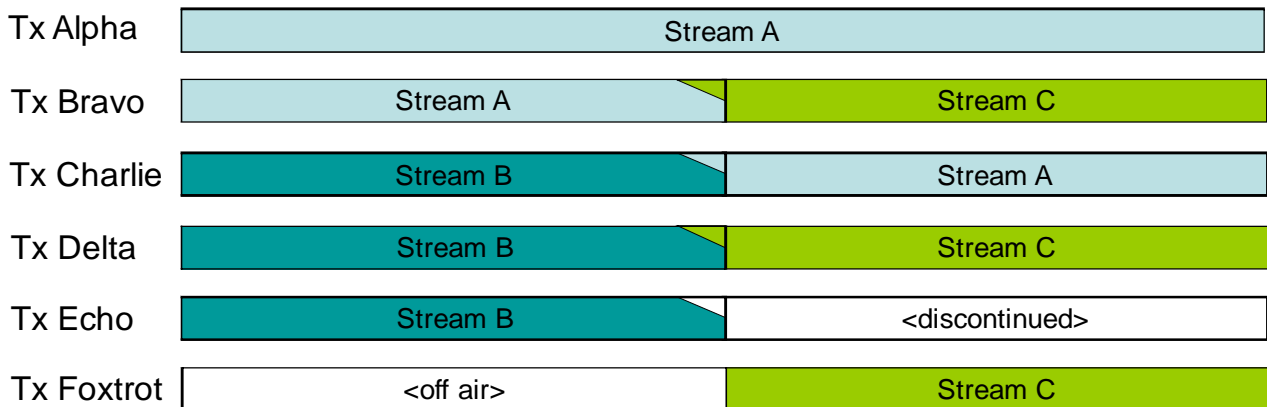 Tx Alpha Stream A
Tx Bravo Stream A Stream C
Tx Charlie Stream B Stream A
Tx Delta Stream B Stream C
Tx Echo Stream B <discontinued>
Tx Foxtrot <off air> Stream C